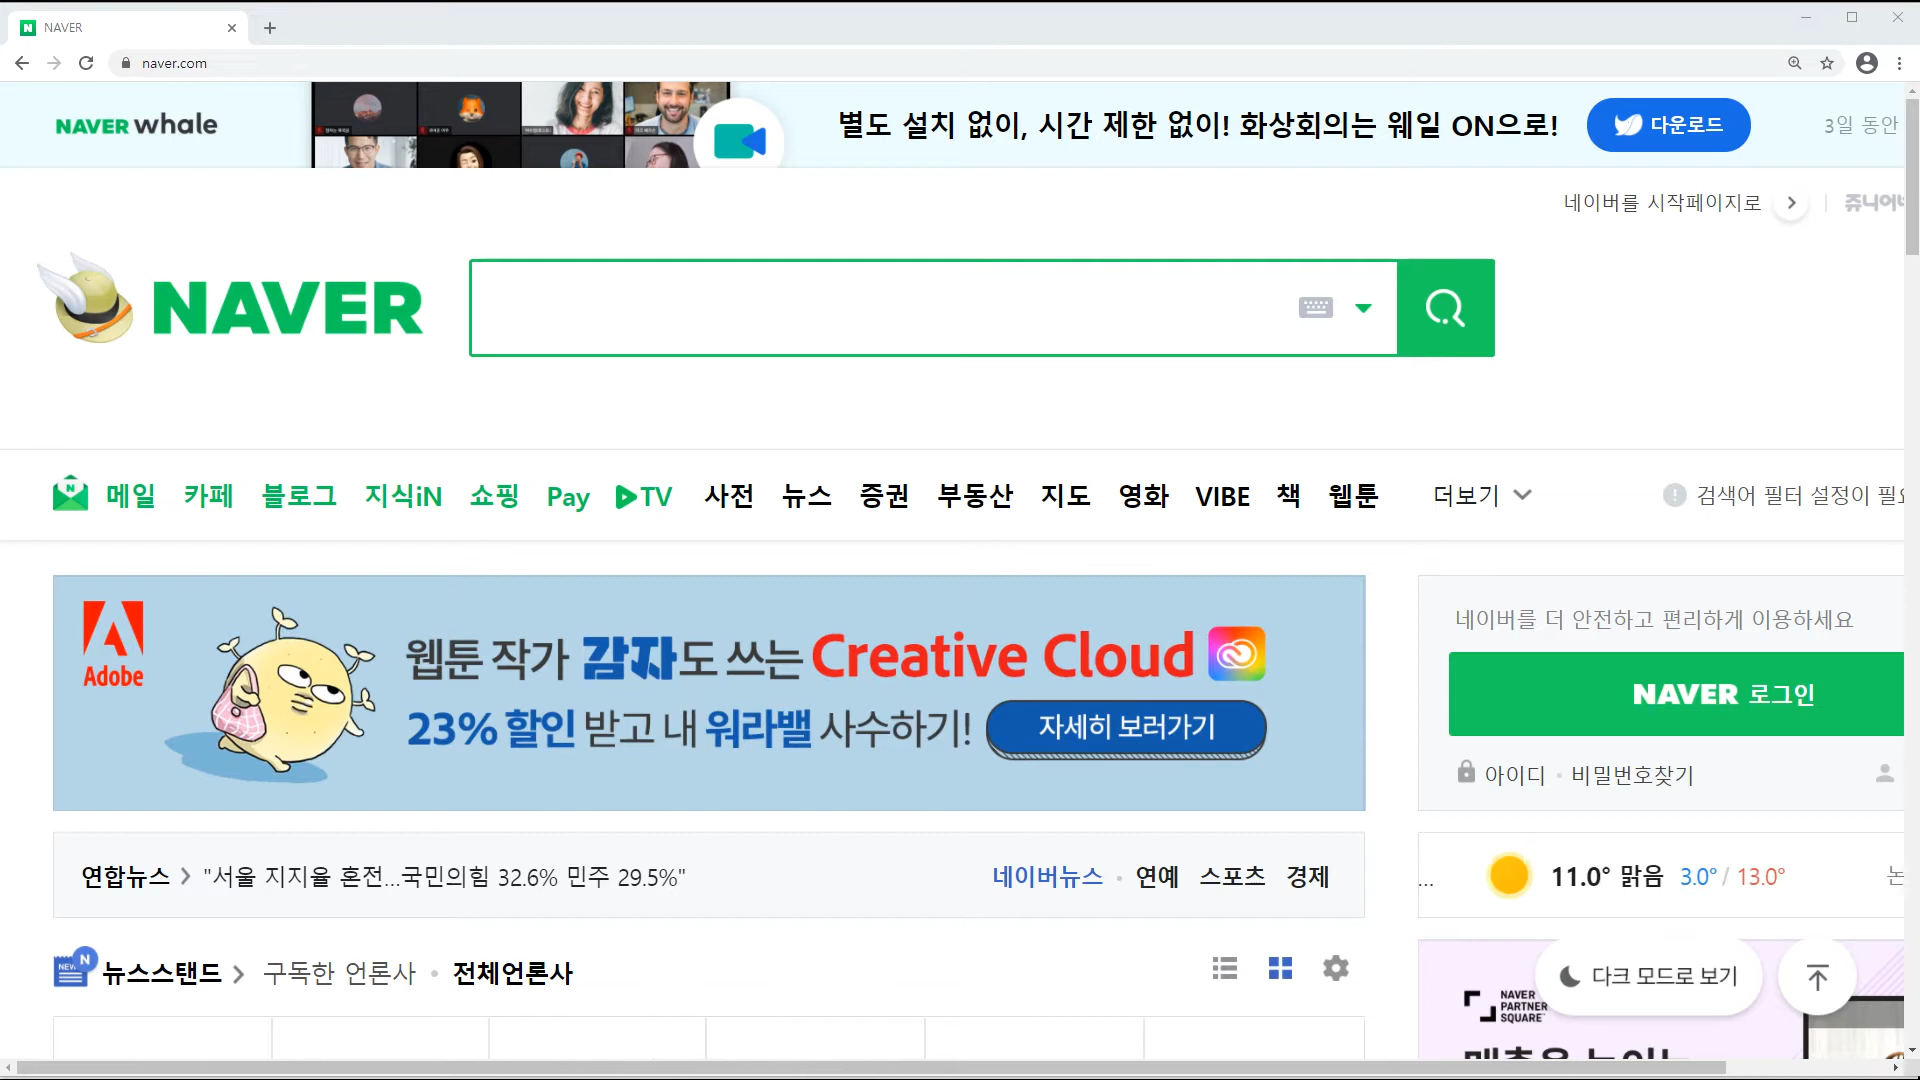 NAVER
naver.com
NAVER whale
별도 설치 없이, 시간 제한 없이! 화상회의는 웨일 ON으로!
다운로드
3일 동안
네이버를 시작페이지로
쥬니어
NAVER
메일 카페 블로그 지식iN 쇼핑 Pay TV 사전 뉴스 증권 부동산 지도 영화 VIBE 책 웹툰 더보기
검색어 필터 설정이
Adobe
웹툰 작가 감자도 쓰는 Creative Cloud
23% 할인 받고 내 워라밸 사수하기!
자세히 보러가기
네이버를 더 안전하고 편리하게 이용하세요
NAVER 로그인
아이디 · 비밀번호찾기
연합뉴스 > "서울 지지율 혼전...국민의힘 32.6% 민주 29.5%"
네이버뉴스 · 연예 스포츠 경제
... 11.0° 맑음 3.0° / 13.0°
뉴스스탠드 > 구독한 언론사 · 전체언론사
다크 모드로 보기
NAVER
PARTNER
SQUARE